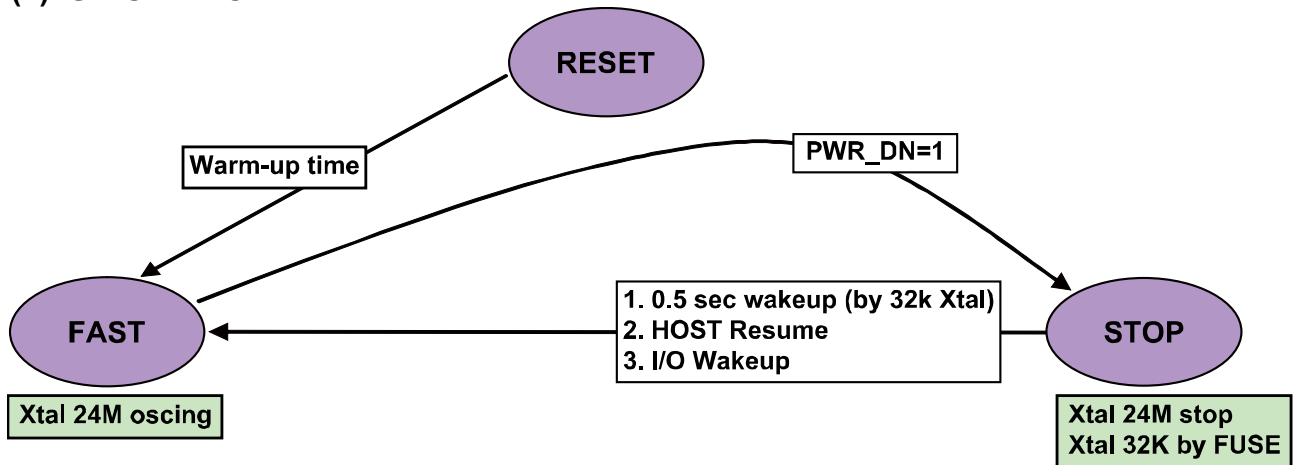 RESET
Warm-up time
PWR_DN=1
1. 0.5 sec wakeup (by 32k Xtal)
2. HOST Resume
3. I/O Wakeup
FAST
STOP
Xtal 24M oscing
Xtal 24M stop
Xtal 32K by FUSE